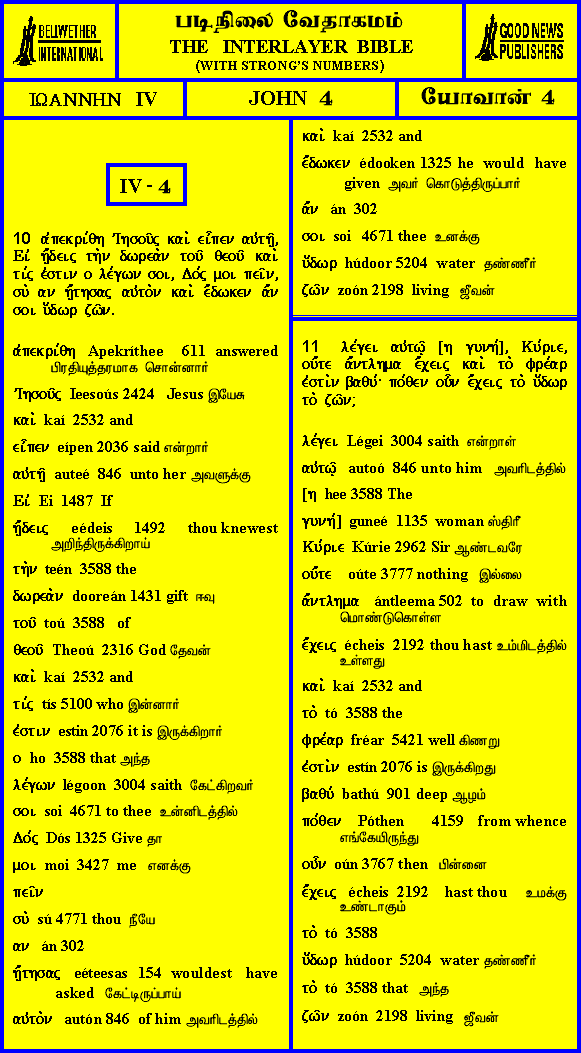 BELLWETHER
INTERNATIONAL
படிநிலை வேதாகமம்
THE INTERLAYER BIBLE
(WITH STRONG'S NUMBERS)
GOOD NEWS
PUBLISHERS
ΙΩΑΝΝΗΝ IV
JOHN 4
யோவான் 4
IV - 4
10 ἀπεκρίθη Ἰησοῦς καὶ εἶπεν αὐτῇ,
Εἰ ᾔδεις τὴν δωρεὰν τοῦ θεοῦ καὶ
τίς ἐστιν ο λέγων σοι, Δός μοι πεῖν,
σὺ αν ᾔτησας αὐτὸν καὶ ἔδωκεν ἄν
σοι ὕδωρ ζῶν.
ἀπεκρίθη Apekríthee 611 answered
பிரதியுத்தரமாக சொன்னார்
Ἰησοῦς Ieesoús 2424 Jesus இயேசு
καὶ kaí 2532 and
εἶπεν eípen 2036 said என்றார்
αὐτῇ auteé 846 unto her அவளுக்கு
Εἰ Ei 1487 If
ᾔδεις eédeis 1492 thou knewest
அறிந்திருக்கிறாய்
τὴν teén 3588 the
δωρεὰν dooreán 1431 gift ஈவு
τοῦ toú 3588 of
θεοῦ Theoú 2316 God தேவன்
καὶ kaí 2532 and
τίς tís 5100 who இன்னார்
ἐστιν estin 2076 it is இருக்கிறார்
ο ho 3588 that அந்த
λέγων légoon 3004 saith கேட்கிறவர்
σοι soi 4671 to thee உன்னிடத்தில்
Δός Dós 1325 Give தா
μοι moi 3427 me எனக்கு
πεῖν
σὺ sú 4771 thou நீயே
αν án 302
ᾔτησας eéteesas 154 wouldest have
asked கேட்டிருப்பாய்
αὐτὸν autón 846 of him அவரிடத்தில்
καὶ kaí 2532 and
ἔδωκεν édooken 1325 he would have
given அவர் கொடுத்திருப்பார்
ἄν án 302
σοι soi 4671 thee உனக்கு
ὕδωρ húdoor 5204 water தண்ணீர்
ζῶν zoón 2198 living ஜீவன்
11 λέγει αὐτῷ [η γυνή], Κύριε,
οὔτε ἄντλημα ἔχεις καὶ τὸ φρέαρ
ἐστὶν βαθύ· πόθεν οὖν ἔχεις τὸ ὕδωρ
τὸ ζῶν;
λέγει Légei 3004 saith என்றாள்
αὐτῷ autoó 846 unto him அவரிடத்தில்
[η hee 3588 The
γυνή] guneé 1135 woman ஸ்திரீ
Κύριε Kúrie 2962 Sir ஆண்டவரே
οὔτε oúte 3777 nothing இல்லை
ἄντλημα ántleema 502 to draw with
மொண்டுகொள்ள
ἔχεις écheis 2192 thou hast உம்மிடத்தில்
உள்ளது
καὶ kaí 2532 and
τὸ tó 3588 the
φρέαρ fréar 5421 well கிணறு
ἐστὶν estín 2076 is இருக்கிறது
βαθύ bathú 901 deep ஆழம்
πόθεν Póthen 4159 from whence
எங்கேயிருந்து
οὖν oún 3767 then பின்னை
ἔχεις écheis 2192 hast thou உமக்கு
உண்டாகும்
τὸ tó 3588
ὕδωρ húdoor 5204 water தண்ணீர்
τὸ tó 3588 that அந்த
ζῶν zoón 2198 living ஜீவன்